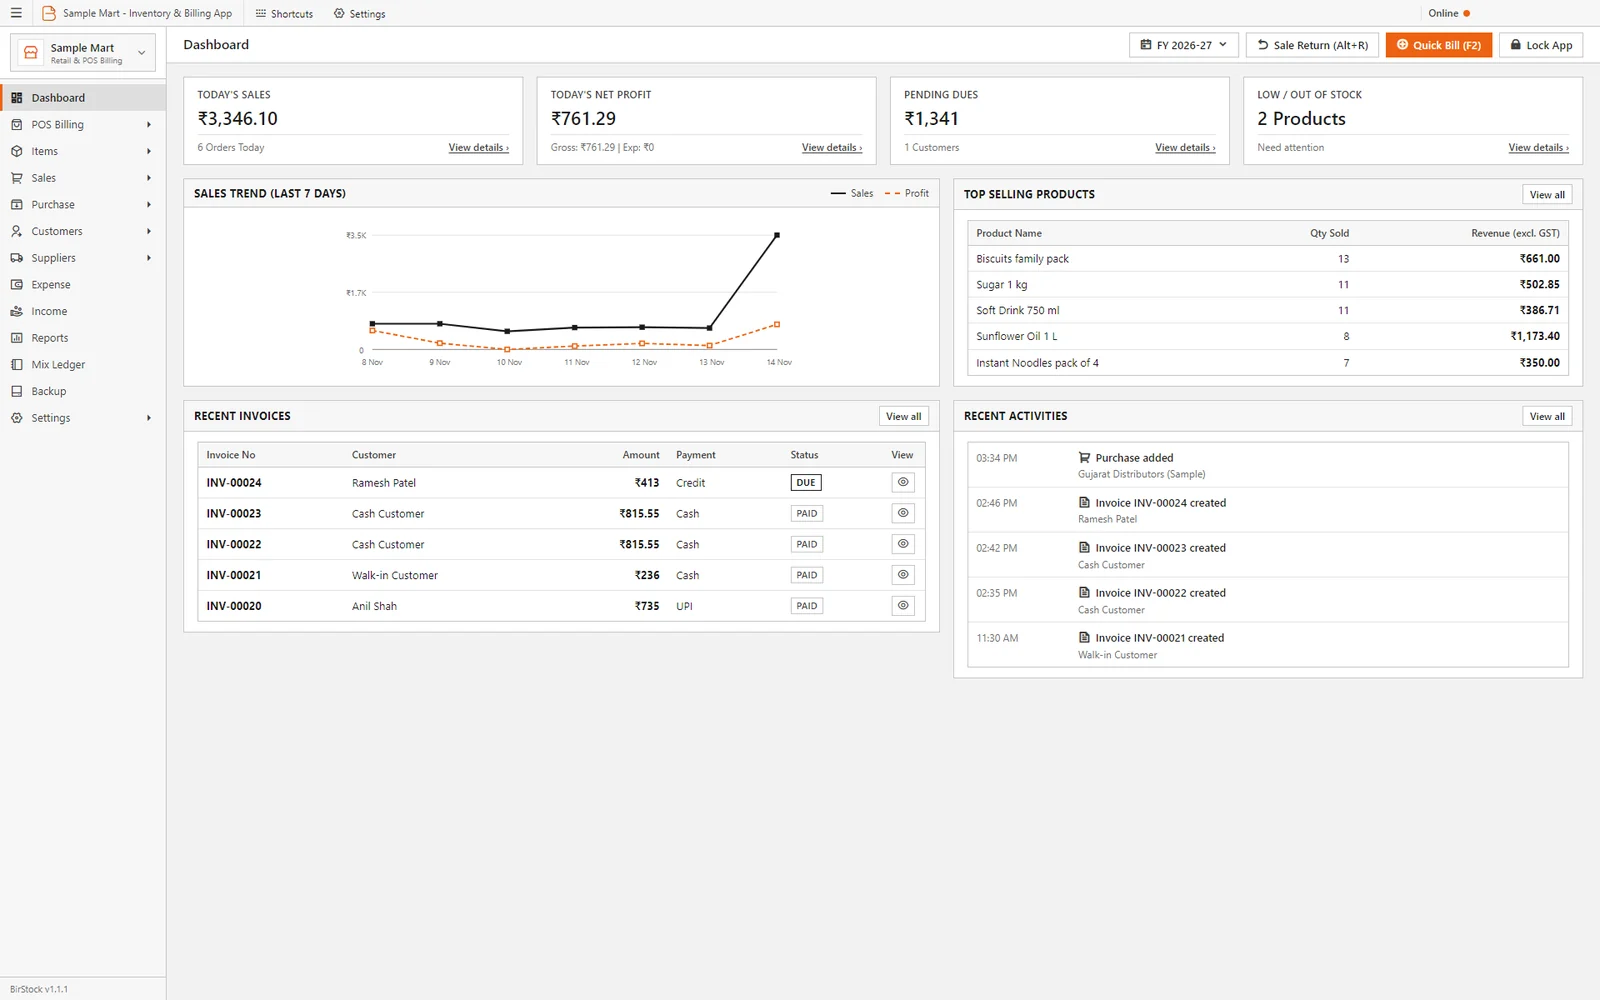 Sample Mart - Inventory & Billing App
Shortcuts
Settings
Online
Sample Mart
Retail & POS Billing
Dashboard
FY 2026-27
Sale Return (Alt+R)
Quick Bill (F2)
Lock App
Dashboard
POS Billing
Items
Sales
Purchase
Customers
Suppliers
Expense
Income
Reports
Mix Ledger
Backup
Settings
BirStock v1.1.1
TODAY'S SALES
₹3,346.10
6 Orders Today
View details ›
TODAY'S NET PROFIT
₹761.29
Gross: ₹761.29 | Exp: ₹0
View details ›
PENDING DUES
₹1,341
1 Customers
View details ›
LOW / OUT OF STOCK
2 Products
Need attention
View details ›
SALES TREND (LAST 7 DAYS)
Sales
Profit
₹3.5K
₹1.7K
0
8 Nov
9 Nov
10 Nov
11 Nov
12 Nov
13 Nov
14 Nov
TOP SELLING PRODUCTS
View all
Product Name Qty Sold Revenue (excl. GST)
Biscuits family pack 13 ₹661.00
Sugar 1 kg 11 ₹502.85
Soft Drink 750 ml 11 ₹386.71
Sunflower Oil 1 L 8 ₹1,173.40
Instant Noodles pack of 4 7 ₹350.00
RECENT INVOICES
View all
Invoice No Customer Amount Payment Status View
INV-00024 Ramesh Patel ₹413 Credit DUE
INV-00023 Cash Customer ₹815.55 Cash PAID
INV-00022 Cash Customer ₹815.55 Cash PAID
INV-00021 Walk-in Customer ₹236 Cash PAID
INV-00020 Anil Shah ₹735 UPI PAID
RECENT ACTIVITIES
View all
03:34 PM Purchase added
Gujarat Distributors (Sample)
02:46 PM Invoice INV-00024 created
Ramesh Patel
02:42 PM Invoice INV-00023 created
Cash Customer
02:35 PM Invoice INV-00022 created
Cash Customer
11:30 AM Invoice INV-00021 created
Walk-in Customer